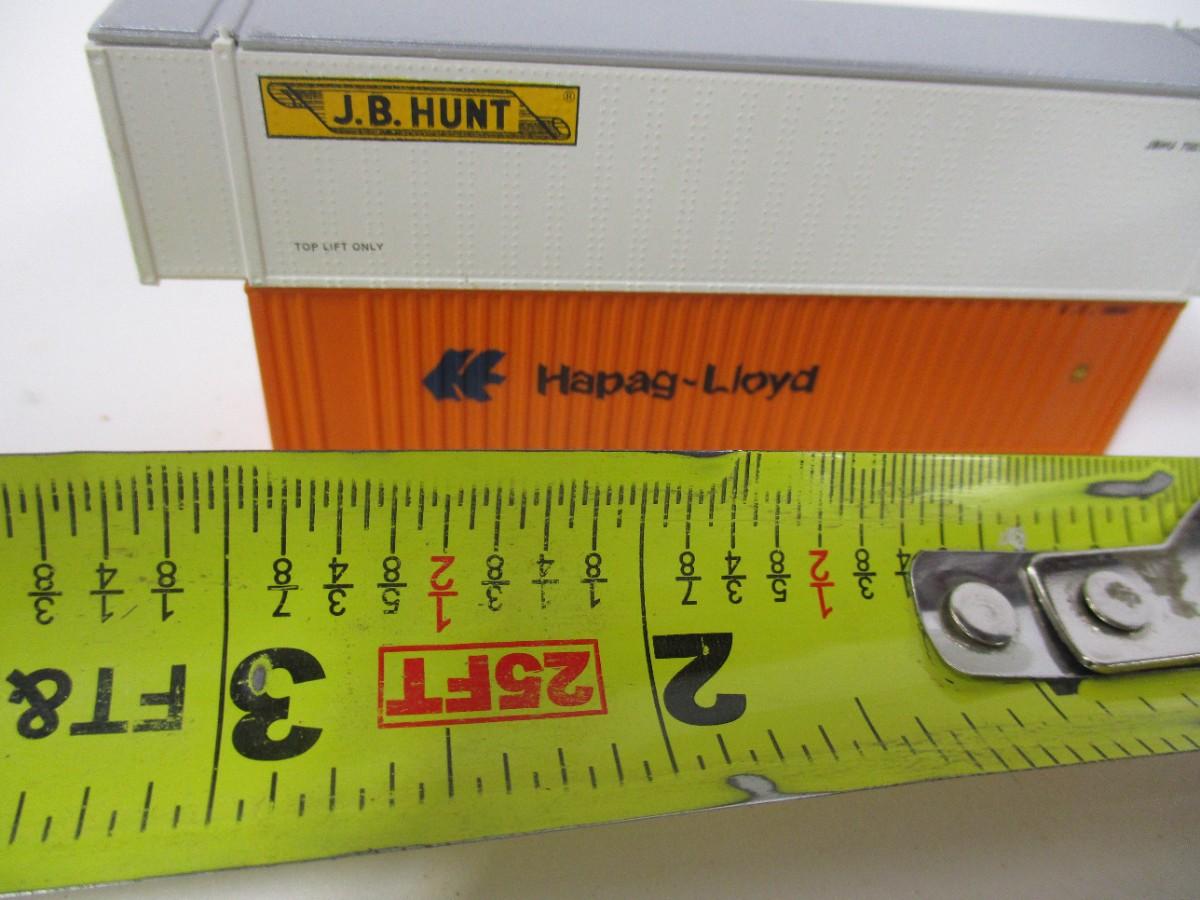 J.B. HUNT ®
TOP LIFT ONLY
Hapag-Lloyd
3/8 1/4 1/8 7/8 3/4 5/8 1/2 3/8 1/4 1/8 7/8 3/4 5/8 1/2 3/8
FT& 3 25FT 2